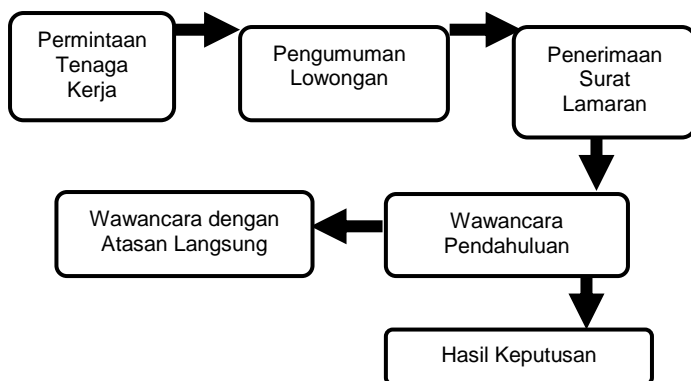 Permintaan
Tenaga
Kerja
Pengumuman
Lowongan
Penerimaan
Surat
Lamaran
Wawancara dengan
Atasan Langsung
Wawancara
Pendahuluan
Hasil Keputusan